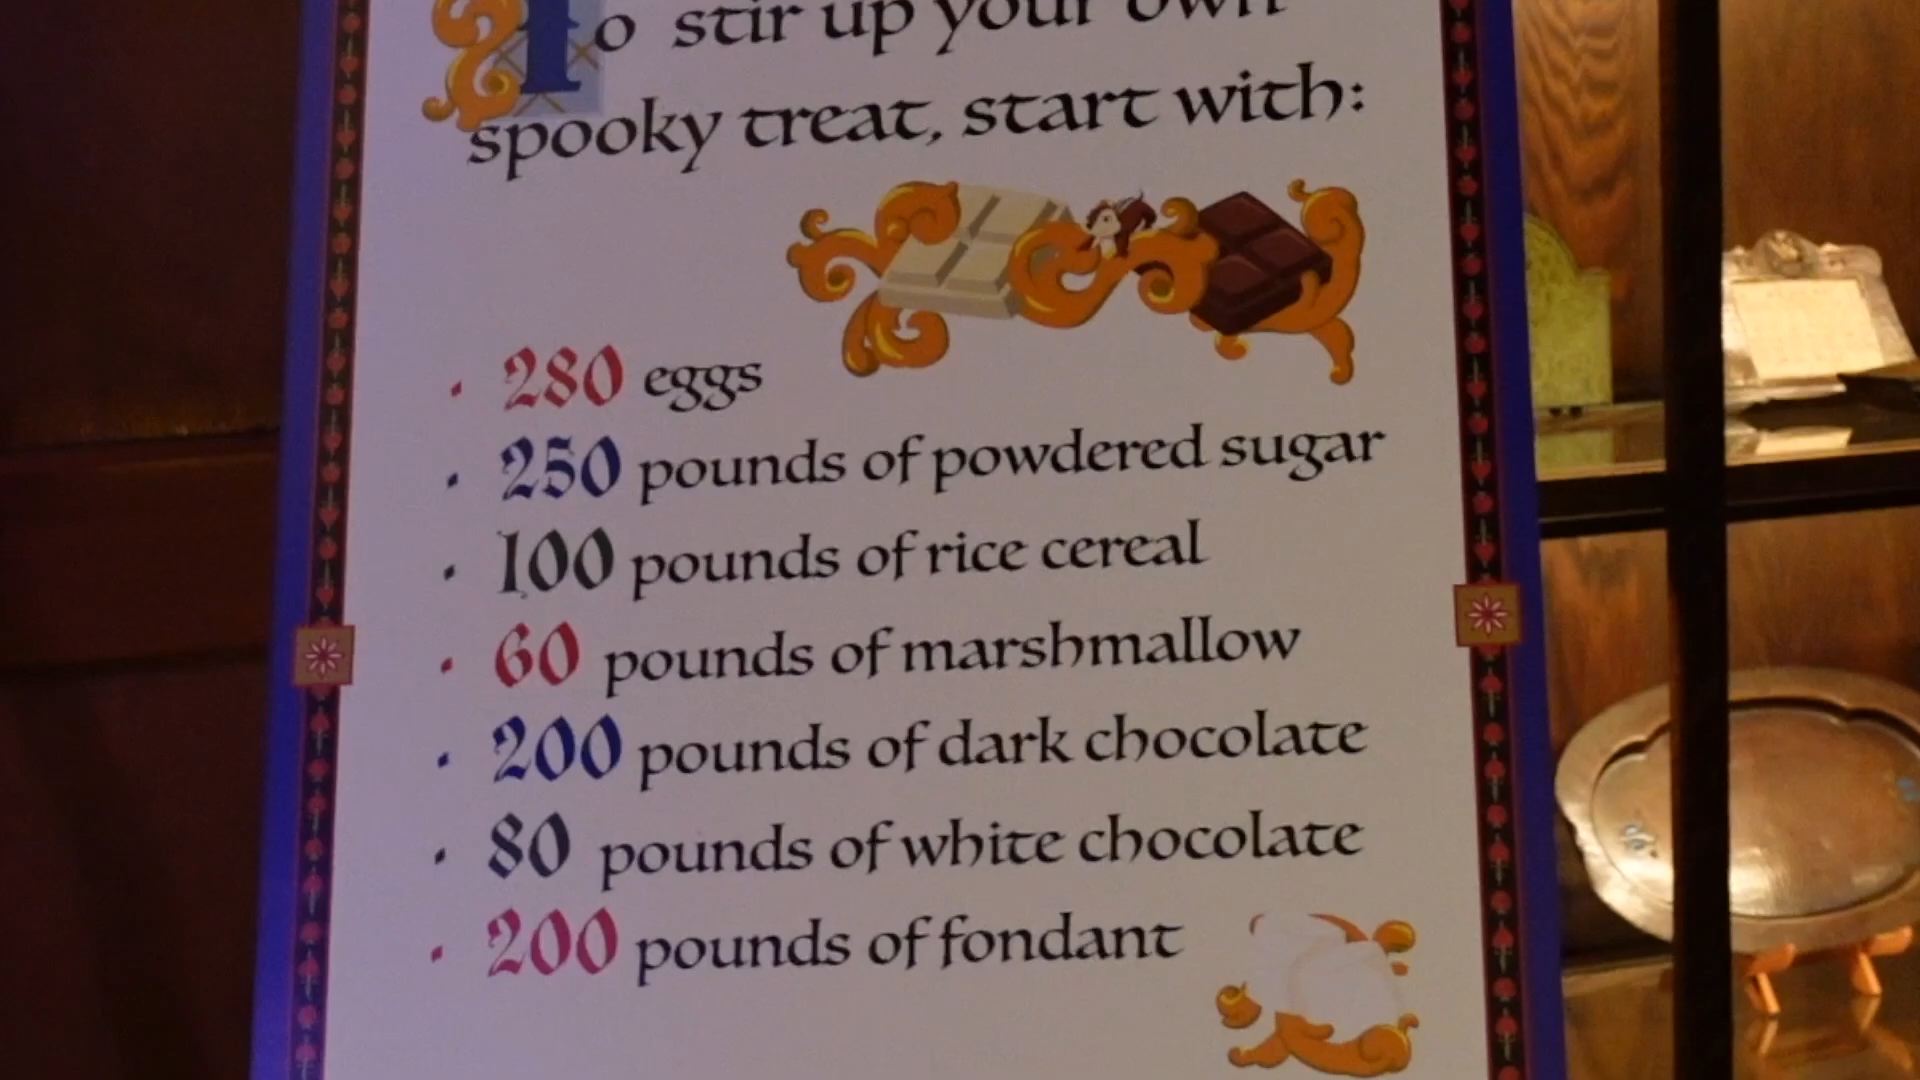 To stir up your own
spooky treat, start with:
· 280 eggs
· 250 pounds of powdered sugar
· 100 pounds of rice cereal
· 60 pounds of marshmallow
· 200 pounds of dark chocolate
· 80 pounds of white chocolate
· 200 pounds of fondant